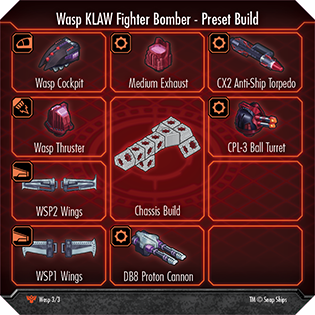 Wasp KLAW Fighter Bomber - Preset Build
Wasp Cockpit
Medium Exhaust
CX2 Anti-Ship Torpedo
Wasp Thruster
CPL-3 Ball Turret
WSP2 Wings
Chassis Build
WSP1 Wings
DB8 Proton Cannon
Wasp 3/3
TM © Snap Ships